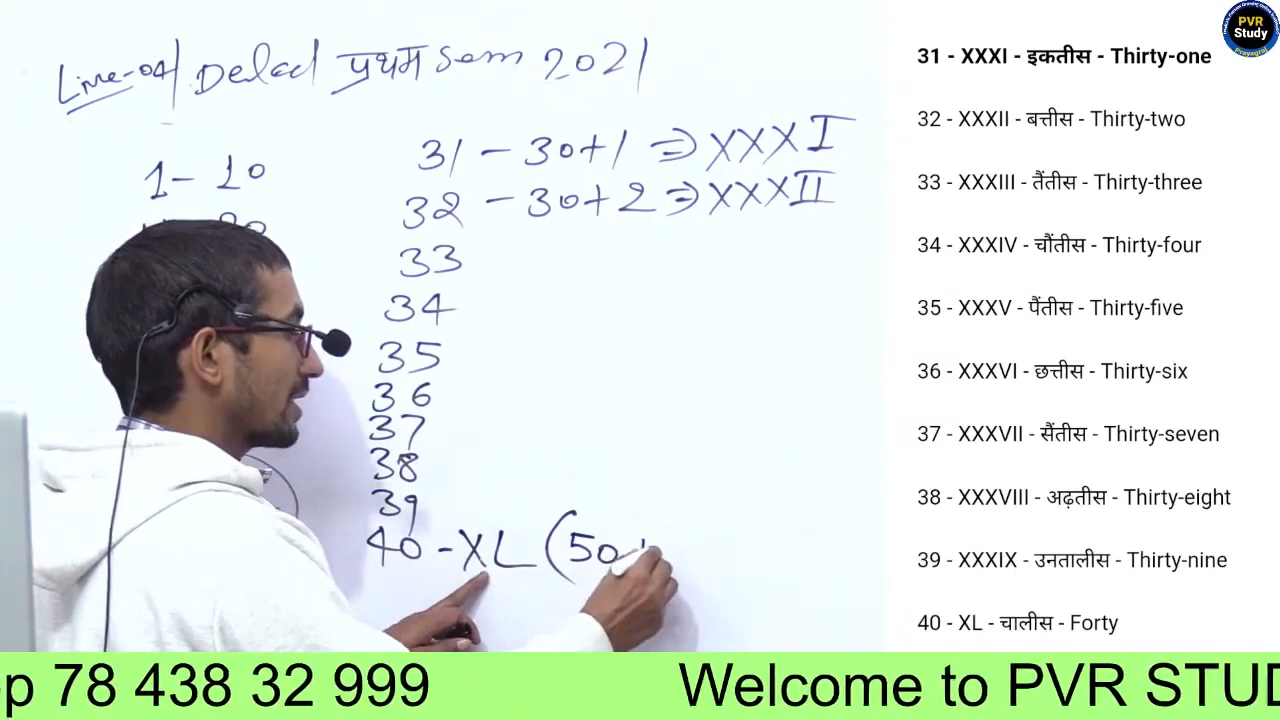 Line-04 Deled प्रथम Sem 2021
1 - 10
31 - 30+1 ⇒ XXXI
32 - 30+2 ⇒ XXXII
33
34
35
36
37
38
39
40 - XL (50
PVR
Study
Prayagraj
31 - XXXI - इकतीस - Thirty-one
32 - XXXII - बत्तीस - Thirty-two
33 - XXXIII - तैंतीस - Thirty-three
34 - XXXIV - चौंतीस - Thirty-four
35 - XXXV - पैंतीस - Thirty-five
36 - XXXVI - छत्तीस - Thirty-six
37 - XXXVII - सैंतीस - Thirty-seven
38 - XXXVIII - अढ़तीस - Thirty-eight
39 - XXXIX - उनतालीस - Thirty-nine
40 - XL - चालीस - Forty
p 78 438 32 999 Welcome to PVR STUD